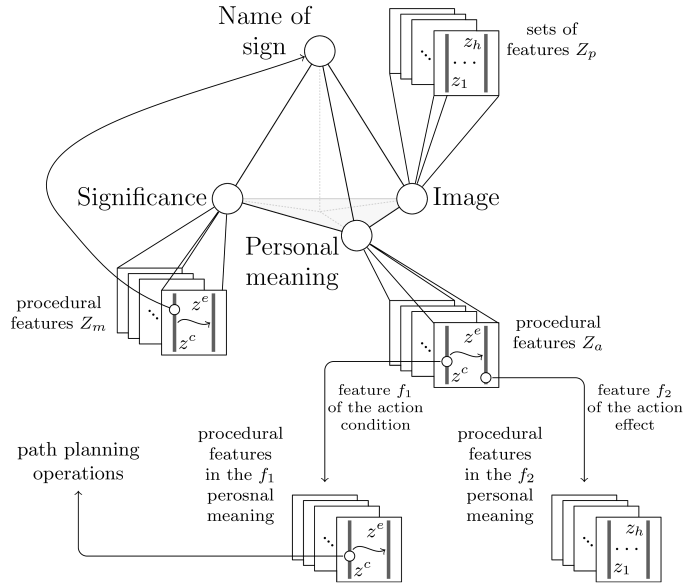 Name of
sign
sets of
features Z_p
z_h
· · ·
z_1
Significance
Image
Personal
meaning
procedural
features Z_m
z^e
z^c
procedural
features Z_a
z^e
z^c
feature f_1
of the action
condition
feature f_2
of the action
effect
procedural
features
in the f_1
perosnal
meaning
procedural
features
in the f_2
personal
meaning
path planning
operations
z^e
z^c
z_h
· · ·
z_1